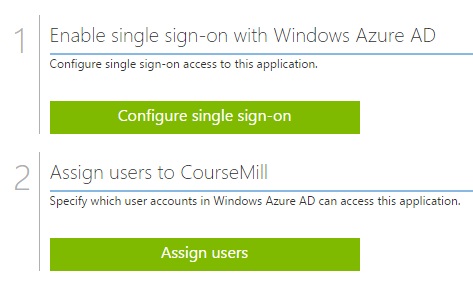 1
Enable single sign-on with Windows Azure AD
Configure single sign-on access to this application.
Configure single sign-on
2
Assign users to CourseMill
Specify which user accounts in Windows Azure AD can access this application.
Assign users